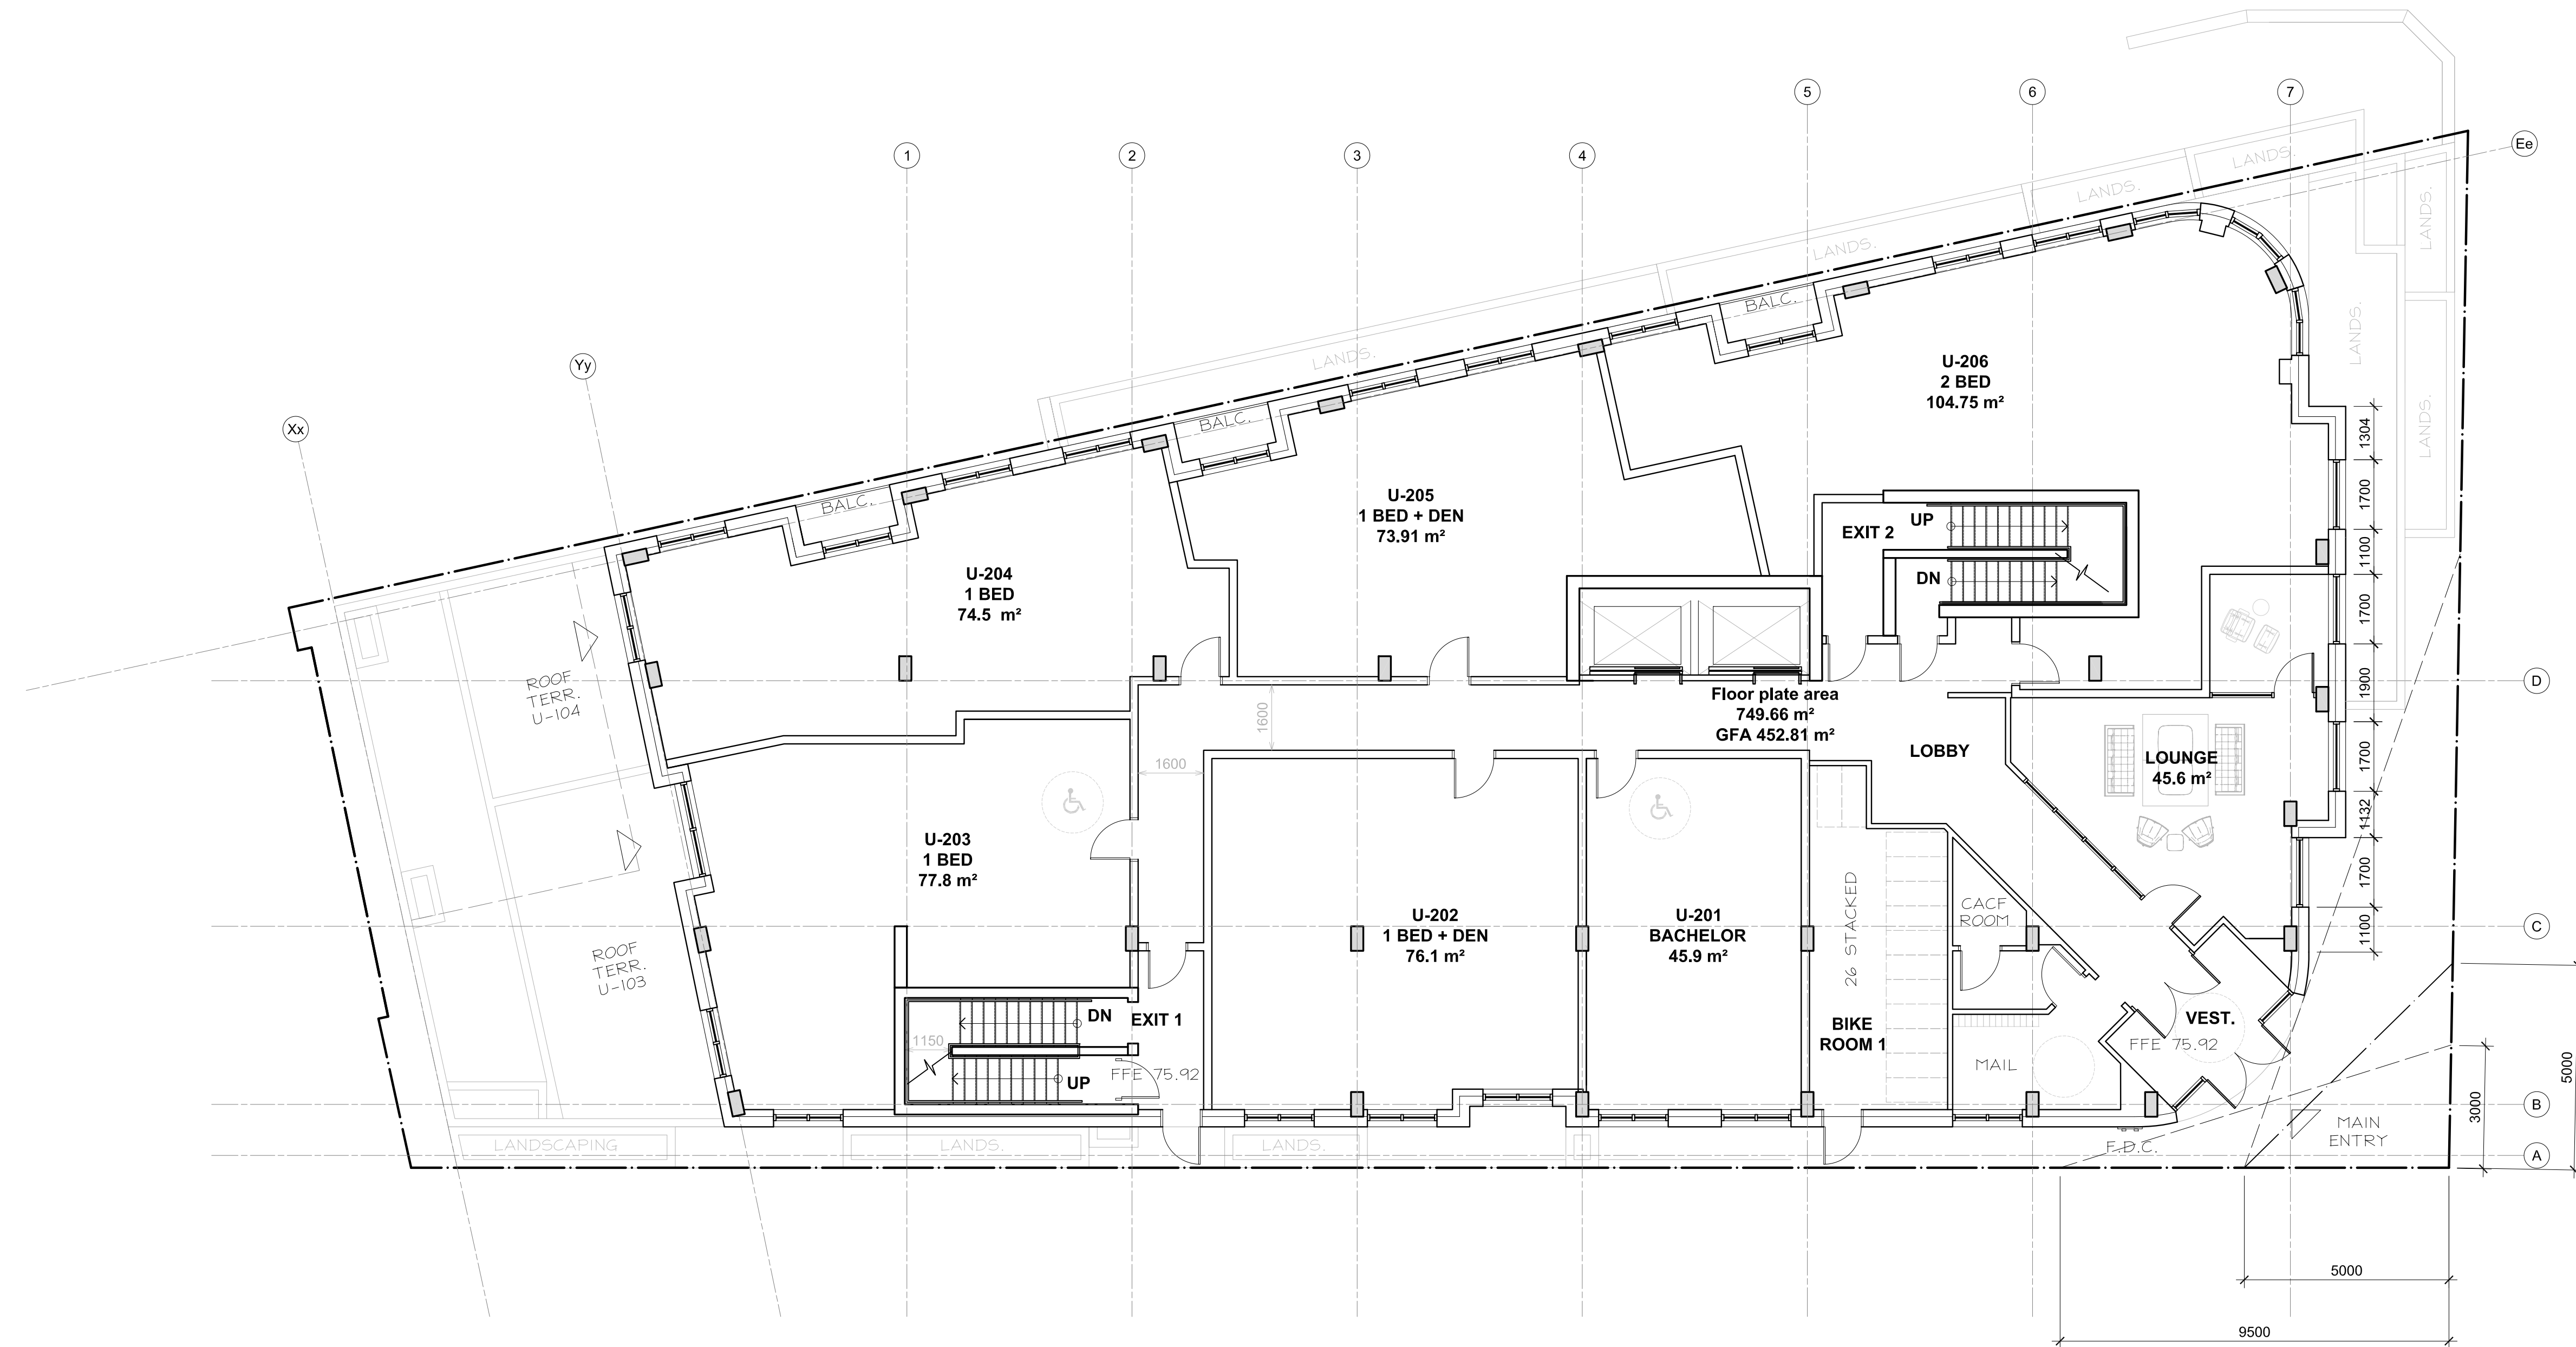 1
2
3
4
5
6
7
Ee
Yy
Xx
D
C
B
A
LANDS.
LANDS.
LANDS.
LANDS.
LANDS.
LANDS.
LANDS.
BALC.
BALC.
BALC.
U-206
2 BED
104.75 m²
U-205
1 BED + DEN
73.91 m²
U-204
1 BED
74.5 m²
EXIT 2
UP
DN
1304
1700
1100
1700
1900
1700
1132
1700
1100
ROOF
TERR.
U-104
1600
Floor plate area
749.66 m²
GFA 452.81 m²
LOBBY
LOUNGE
45.6 m²
1600
U-203
1 BED
77.8 m²
U-202
1 BED + DEN
76.1 m²
U-201
BACHELOR
45.9 m²
26 STACKED
CACF
ROOM
ROOF
TERR.
U-103
DN
EXIT 1
1150
UP
FFE 75.92
BIKE
ROOM 1
VEST.
FFE 75.92
MAIL
MAIN
ENTRY
F.D.C.
LANDSCAPING
LANDS.
LANDS.
3000
5000
5000
9500